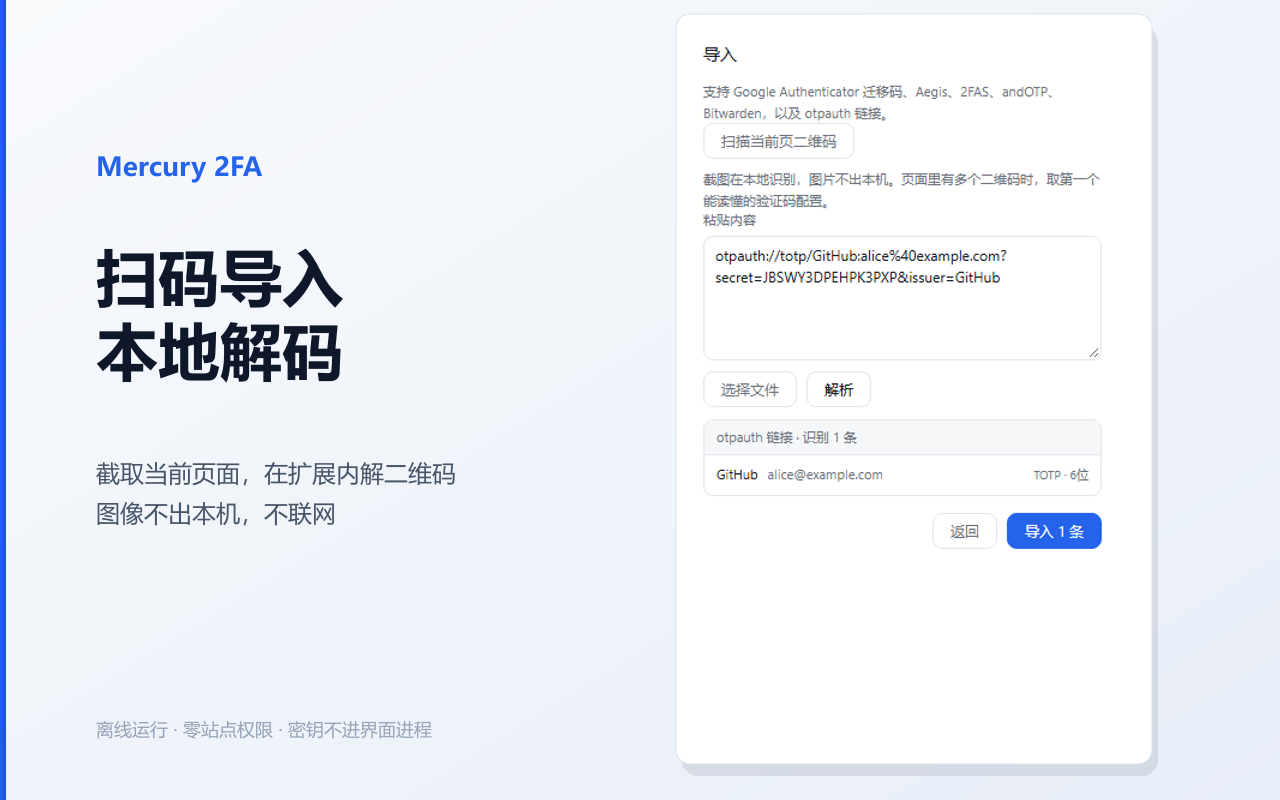 Mercury 2FA
扫码导入
本地解码
截取当前页面，在扩展内解二维码
图像不出本机，不联网
离线运行 · 零站点权限 · 密钥不进界面进程
导入
支持 Google Authenticator 迁移码、Aegis、2FAS、andOTP、
Bitwarden，以及 otpauth 链接。
扫描当前页二维码
截图在本地识别，图片不出本机。页面里有多个二维码时，取第一个
能读懂的验证码配置。
粘贴内容
otpauth://totp/GitHub:alice%40example.com?
secret=JBSWY3DPEHPK3PXP&issuer=GitHub
选择文件 解析
otpauth 链接 · 识别 1 条
GitHub alice@example.com TOTP · 6位
返回 导入 1 条